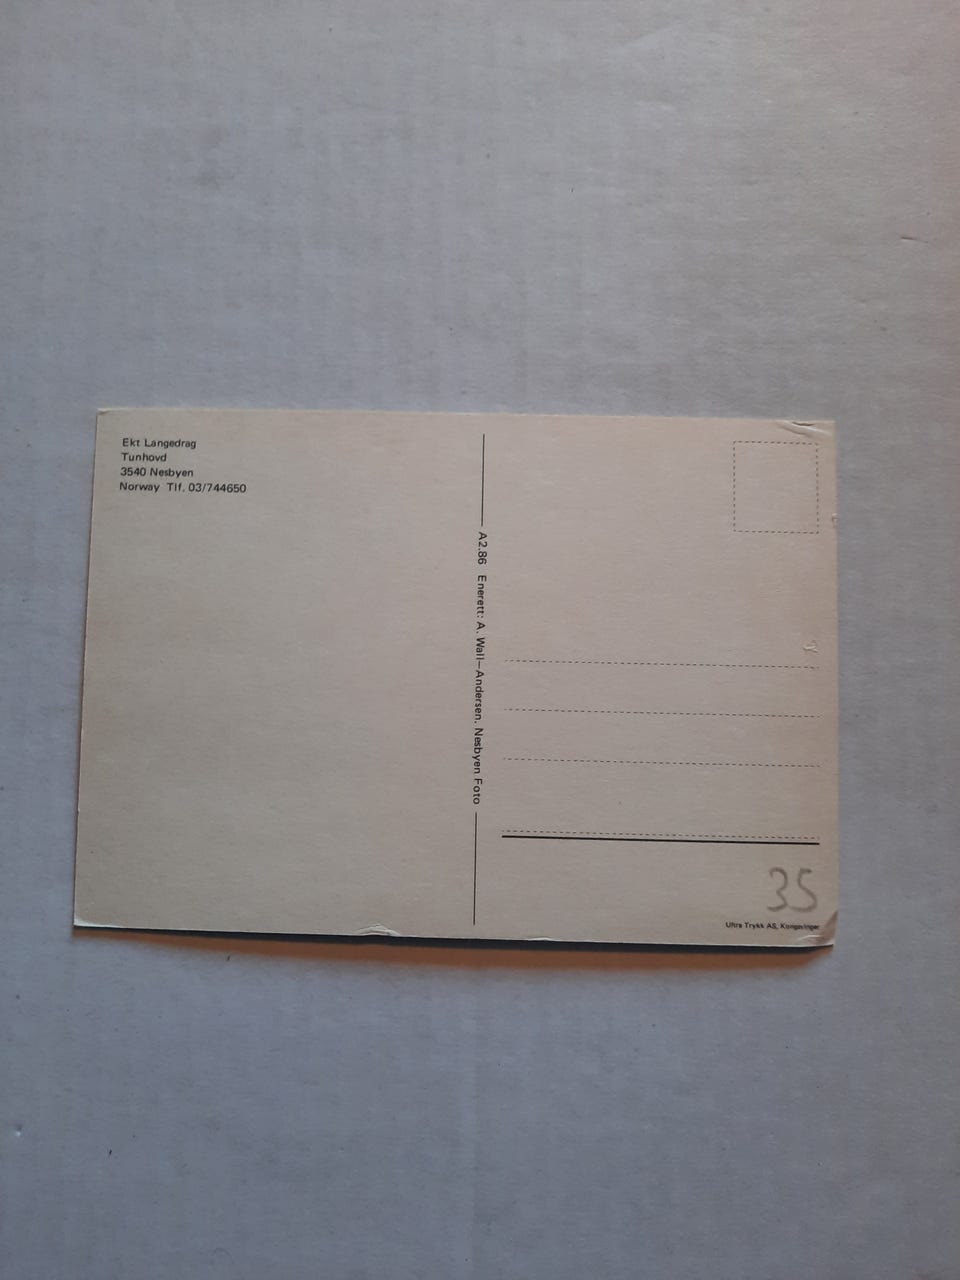 Ekt Langedrag
Tunhovd
3540 Nesbyen
Norway Tlf. 03/744650
A2.86 Enerett: A. Wall-Andersen. Nesbyen Foto
35
Ultra Trykk AS, Kongsvinger